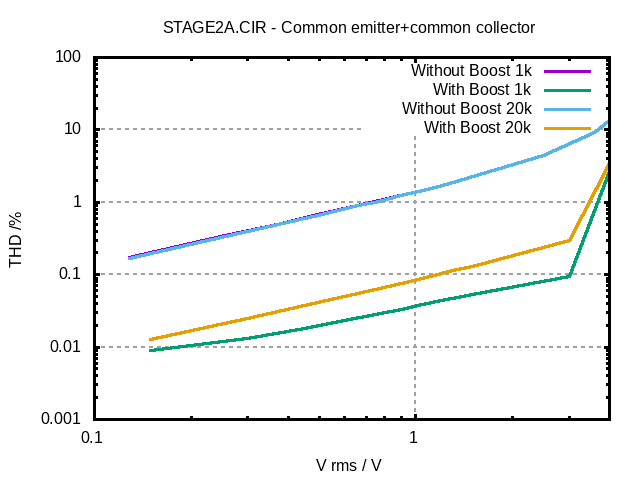 STAGE2A.CIR - Common emitter+common collector
Without Boost 1k
With Boost 1k
Without Boost 20k
With Boost 20k
100
10
1
0.1
0.01
0.001
THD /%
0.1
1
V rms / V